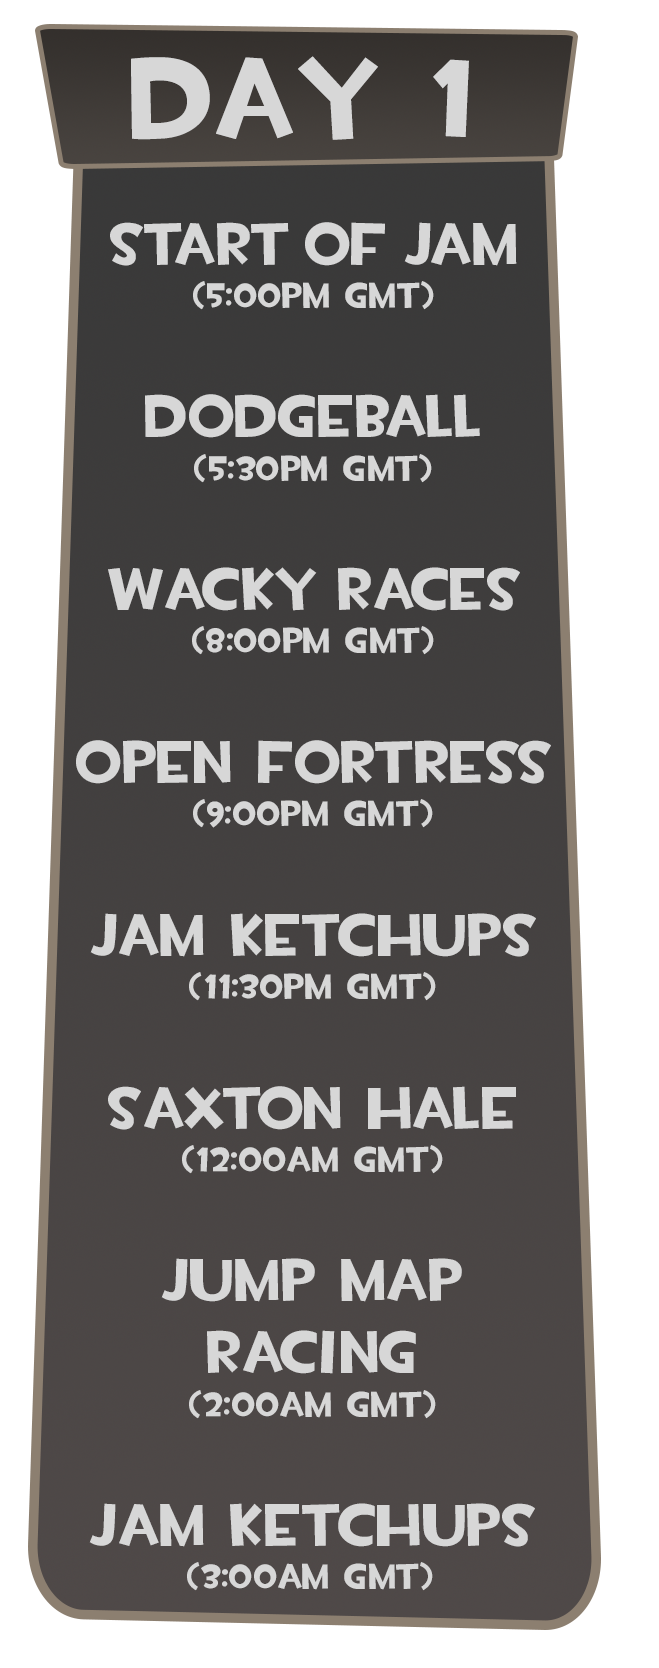 DAY 1
START OF JAM
(5:00PM GMT)
DODGEBALL
(5:30PM GMT)
WACKY RACES
(8:00PM GMT)
OPEN FORTRESS
(9:00PM GMT)
JAM KETCHUPS
(11:30PM GMT)
SAXTON HALE
(12:00AM GMT)
JUMP MAP
RACING
(2:00AM GMT)
JAM KETCHUPS
(3:00AM GMT)